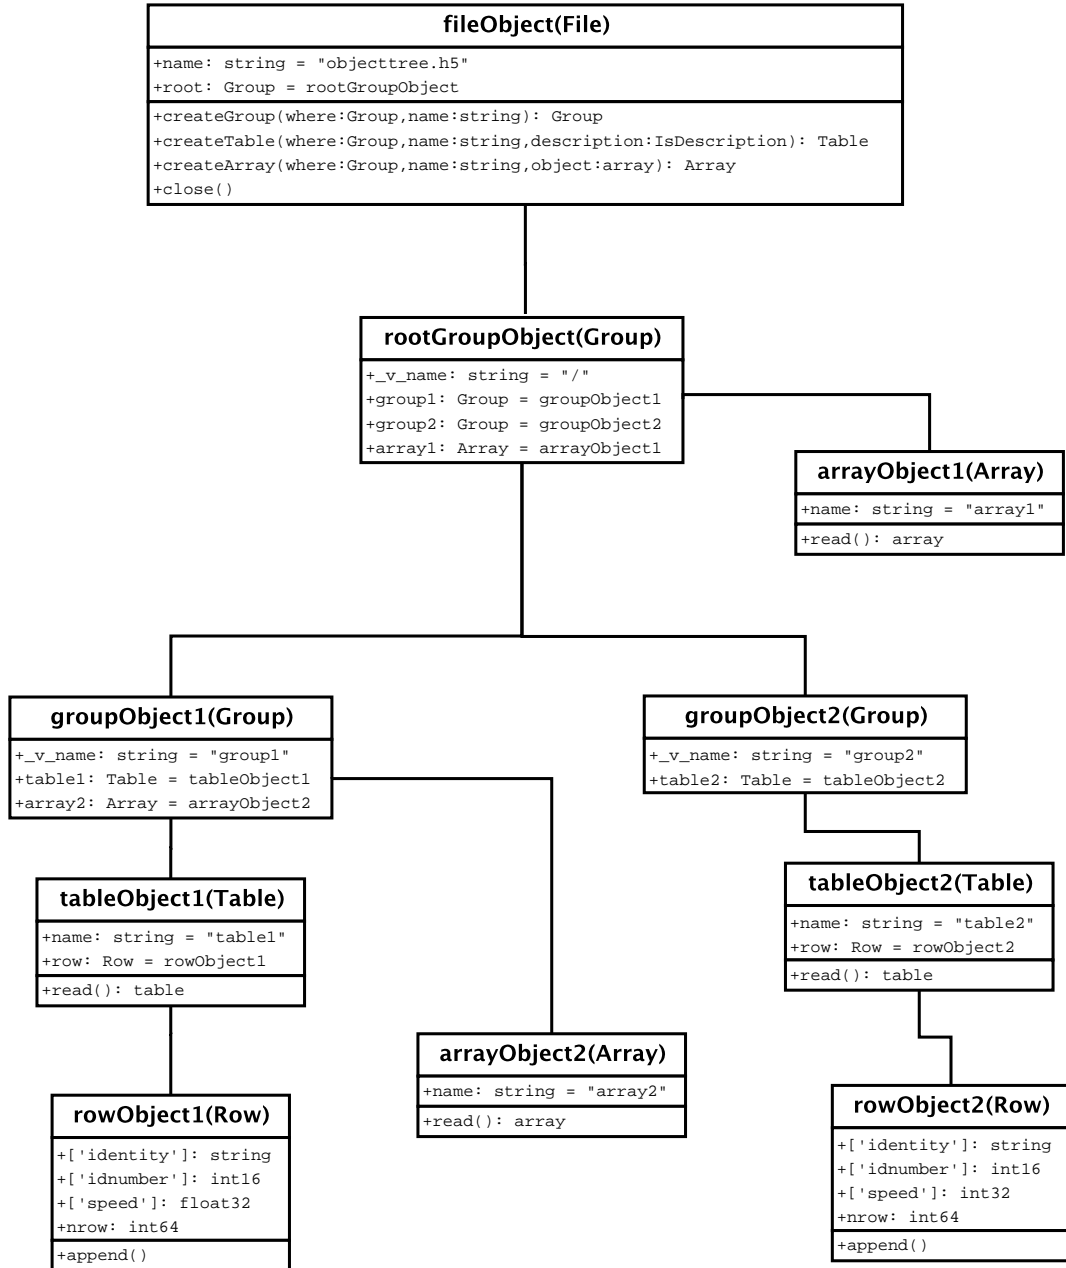 fileObject(File)
+name: string = "objecttree.h5"
+root: Group = rootGroupObject
+createGroup(where:Group,name:string): Group
+createTable(where:Group,name:string,description:IsDescription): Table
+createArray(where:Group,name:string,object:array): Array
+close()
rootGroupObject(Group)
+_v_name: string = "/"
+group1: Group = groupObject1
+group2: Group = groupObject2
+array1: Array = arrayObject1
arrayObject1(Array)
+name: string = "array1"
+read(): array
groupObject1(Group)
+_v_name: string = "group1"
+table1: Table = tableObject1
+array2: Array = arrayObject2
groupObject2(Group)
+_v_name: string = "group2"
+table2: Table = tableObject2
tableObject1(Table)
+name: string = "table1"
+row: Row = rowObject1
+read(): table
tableObject2(Table)
+name: string = "table2"
+row: Row = rowObject2
+read(): table
arrayObject2(Array)
+name: string = "array2"
+read(): array
rowObject1(Row)
+['identity']: string
+['idnumber']: int16
+['speed']: float32
+nrow: int64
+append()
rowObject2(Row)
+['identity']: string
+['idnumber']: int16
+['speed']: int32
+nrow: int64
+append()